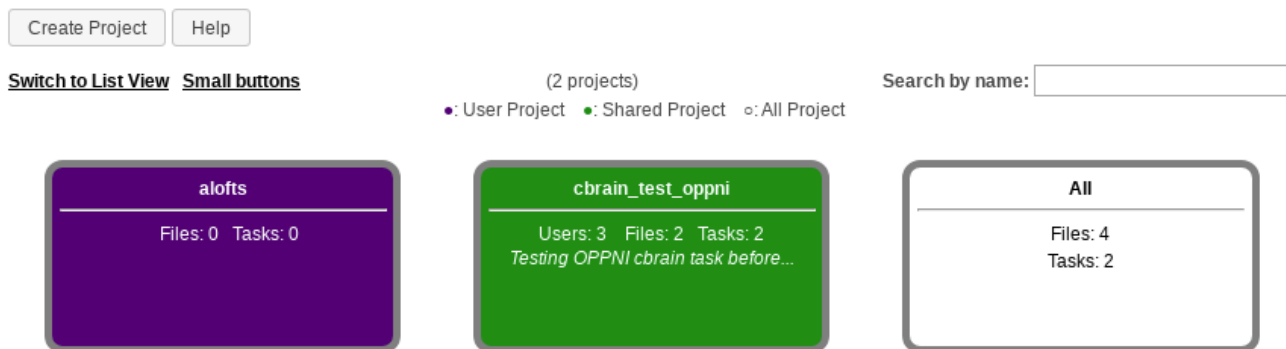 Create Project Help
Switch to List View Small buttons (2 projects) Search by name:
●: User Project ●: Shared Project ○: All Project
alofts
Files: 0 Tasks: 0
cbrain_test_oppni
Users: 3 Files: 2 Tasks: 2
Testing OPPNI cbrain task before...
All
Files: 4
Tasks: 2